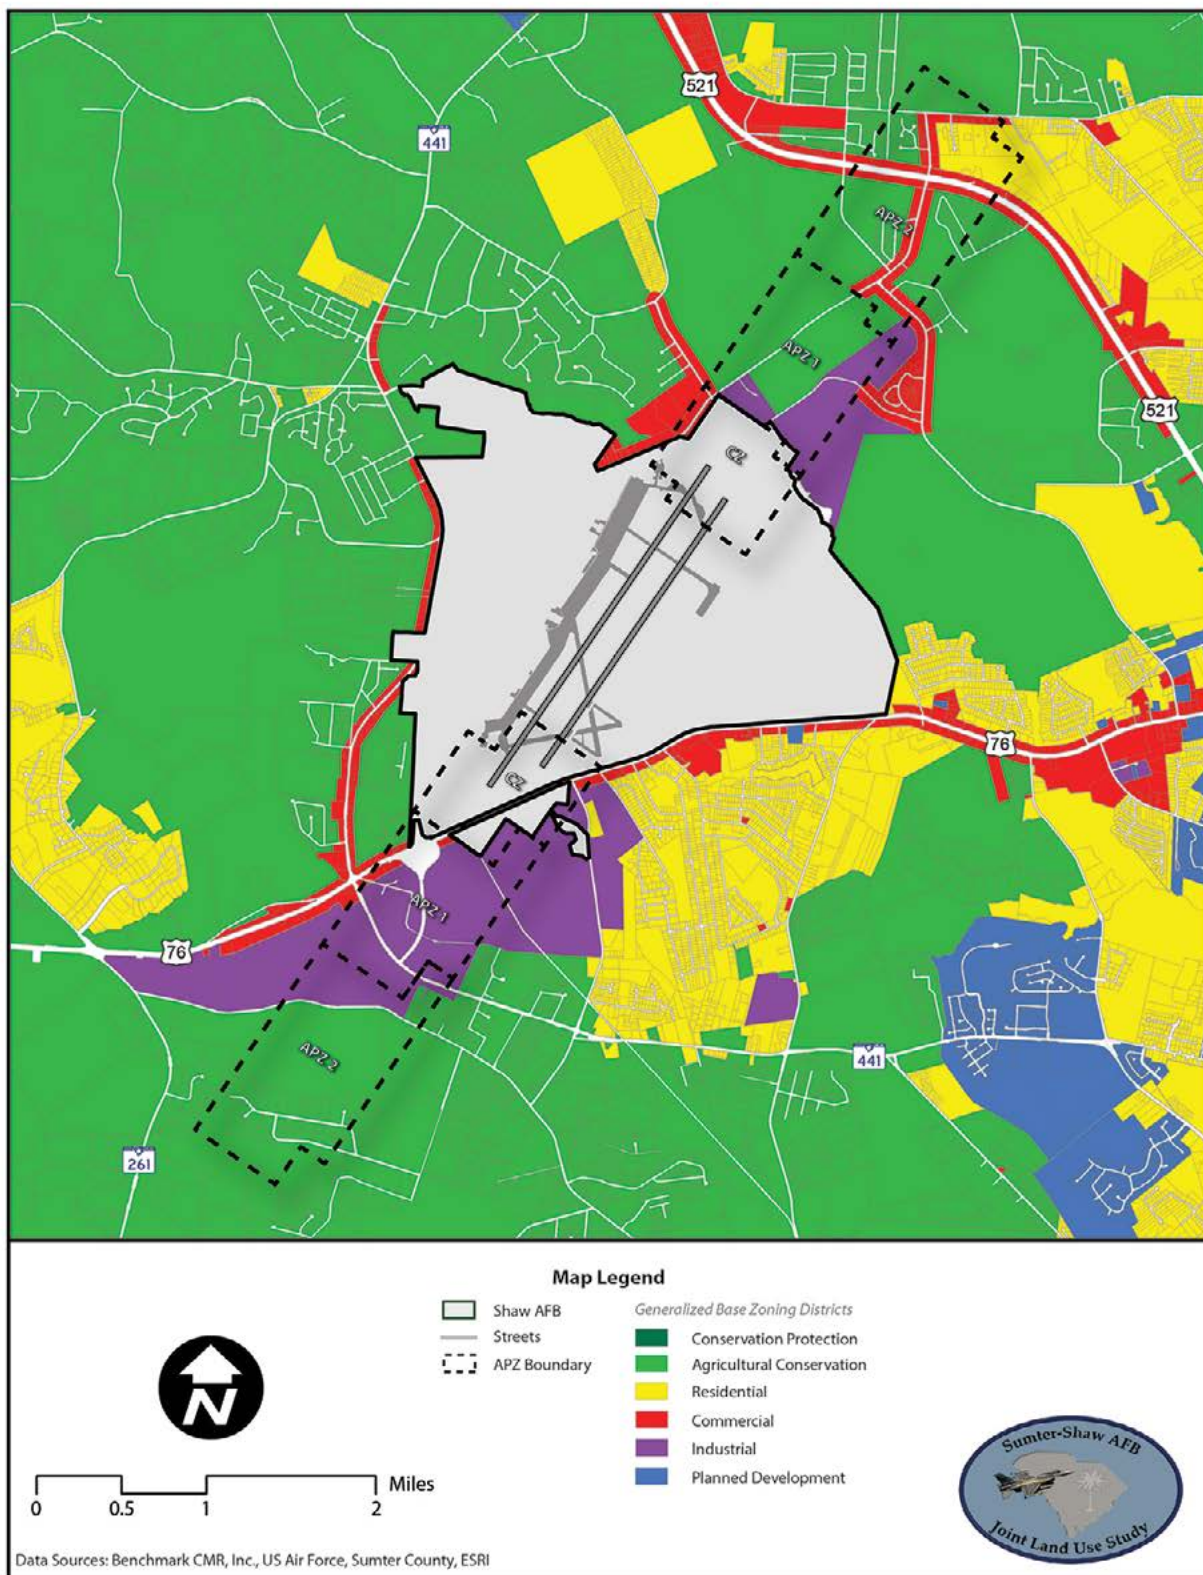 521
441
APZ 2
APZ 1
521
CZ
76
CZ
APZ 1
76
441
APZ 2
261
Map Legend
Shaw AFB
Streets
APZ Boundary
Generalized Base Zoning Districts
Conservation Protection
Agricultural Conservation
Residential
Commercial
Industrial
Planned Development
N
Miles
0 0.5 1 2
Sumter-Shaw AFB
Joint Land Use Study
Data Sources: Benchmark CMR, Inc., US Air Force, Sumter County, ESRI